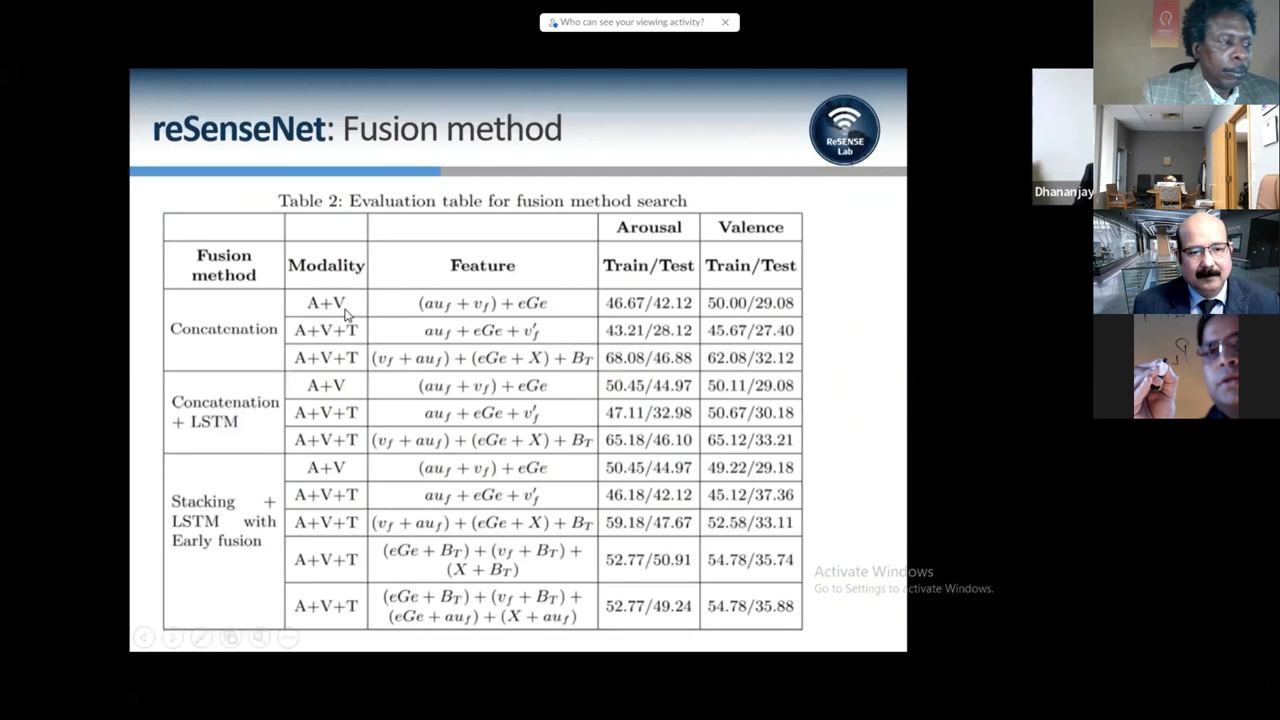 Who can see your viewing activity?
reSenseNet: Fusion method
ReSENSE
Lab
Dhananjay
Table 2: Evaluation table for fusion method search
Arousal Valence
Fusion method Modality Feature Train/Test Train/Test
Concatenation
A+V (au_f + v_f) + eGe 46.67/42.12 50.00/29.08
A+V+T au_f + eGe + v'_f 43.21/28.12 45.67/27.40
A+V+T (v_f + au_f) + (eGe + X) + B_T 68.08/46.88 62.08/32.12
Concatenation
+ LSTM
A+V (au_f + v_f) + eGe 50.45/44.97 50.11/29.08
A+V+T au_f + eGe + v'_f 47.11/32.98 50.67/30.18
A+V+T (v_f + au_f) + (eGe + X) + B_T 65.18/46.10 65.12/33.21
Stacking +
LSTM with
Early fusion
A+V (au_f + v_f) + eGe 50.45/44.97 49.22/29.18
A+V+T au_f + eGe + v'_f 46.18/42.12 45.12/37.36
A+V+T (v_f + au_f) + (eGe + X) + B_T 59.18/47.67 52.58/33.11
A+V+T (eGe + B_T) + (v_f + B_T) + (X + B_T) 52.77/50.91 54.78/35.74
A+V+T (eGe + B_T) + (v_f + B_T) + (eGe + au_f) + (X + au_f) 52.77/49.24 54.78/35.88
Activate Windows
Go to Settings to activate Windows.